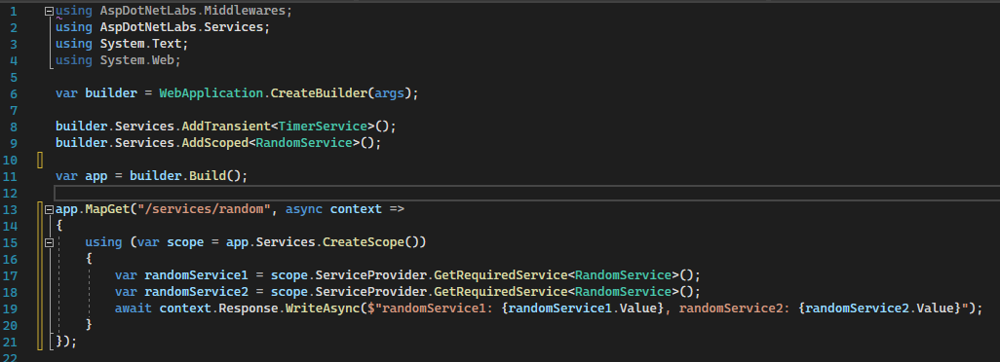 1 using AspDotNetLabs.Middlewares;
2 using AspDotNetLabs.Services;
3 using System.Text;
4 using System.Web;
5
6 var builder = WebApplication.CreateBuilder(args);
7
8 builder.Services.AddTransient<TimerService>();
9 builder.Services.AddScoped<RandomService>();
10
11 var app = builder.Build();
12
13 app.MapGet("/services/random", async context =>
14 {
15     using (var scope = app.Services.CreateScope())
16     {
17         var randomService1 = scope.ServiceProvider.GetRequiredService<RandomService>();
18         var randomService2 = scope.ServiceProvider.GetRequiredService<RandomService>();
19         await context.Response.WriteAsync($"randomService1: {randomService1.Value}, randomService2: {randomService2.Value}");
20     }
21 });
22